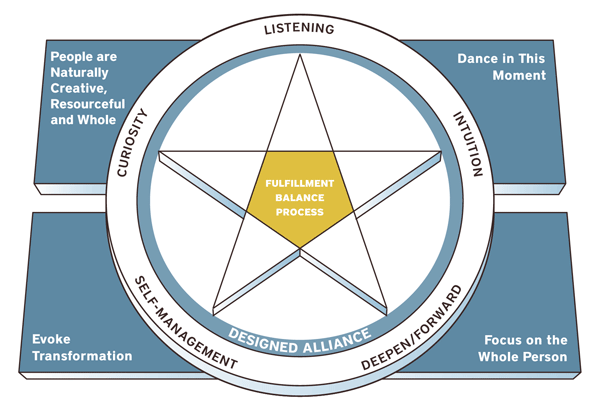 LISTENING
People are
Naturally
Creative,
Resourceful
and Whole
Dance in This
Moment
CURIOSITY
INTUITION
FULFILLMENT
BALANCE
PROCESS
SELF-MANAGEMENT
DEEPEN/FORWARD
DESIGNED ALLIANCE
Evoke
Transformation
Focus on the
Whole Person